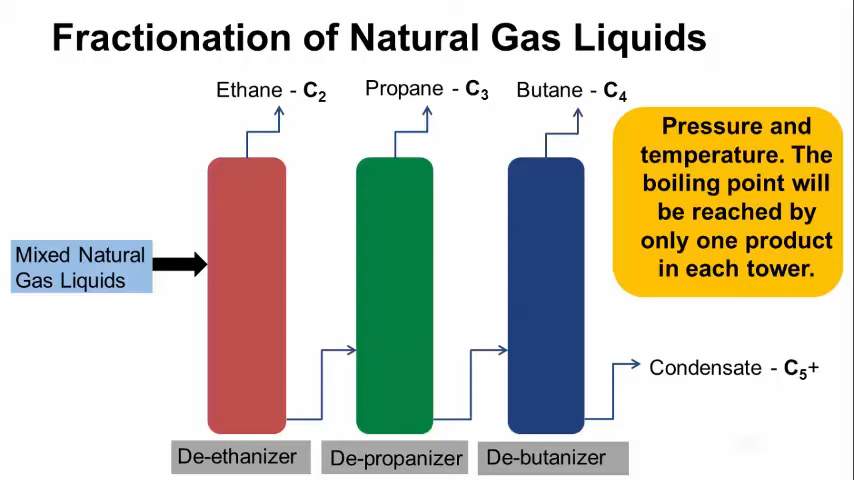 Fractionation of Natural Gas Liquids
Ethane - C₂
Propane - C₃
Butane - C₄
Pressure and
temperature. The
boiling point will
be reached by
only one product
in each tower.
Mixed Natural
Gas Liquids
Condensate - C₅+
De-ethanizer
De-propanizer
De-butanizer